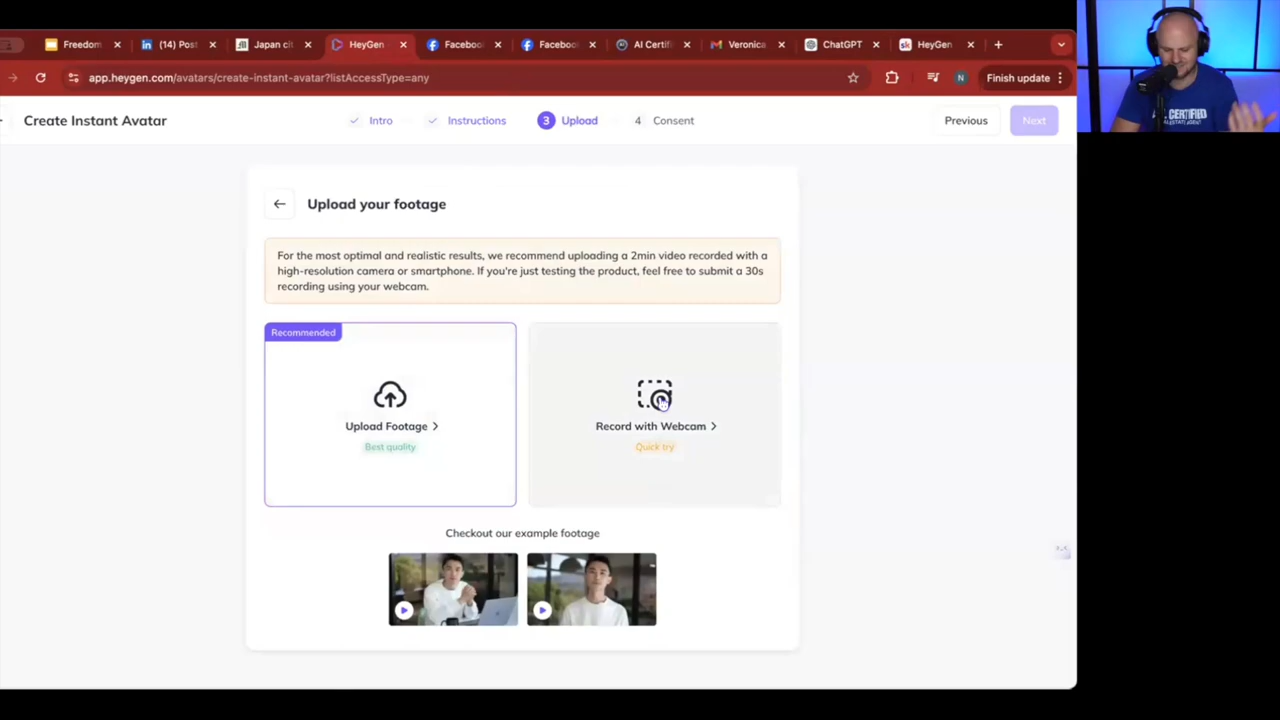 Freedom
(14) Post
Japan cit
HeyGen
Faceboo
Faceboo
AI Certifi
Veronica
ChatGPT
HeyGen
app.heygen.com/avatars/create-instant-avatar?listAccessType=any
N
Finish update
Create Instant Avatar
Intro
Instructions
3 Upload
4 Consent
Previous
Next
CERTIFIED
Upload your footage
For the most optimal and realistic results, we recommend uploading a 2min video recorded with a
high-resolution camera or smartphone. If you're just testing the product, feel free to submit a 30s
recording using your webcam.
Recommended
Upload Footage
Best quality
Record with Webcam
Quick try
Checkout our example footage